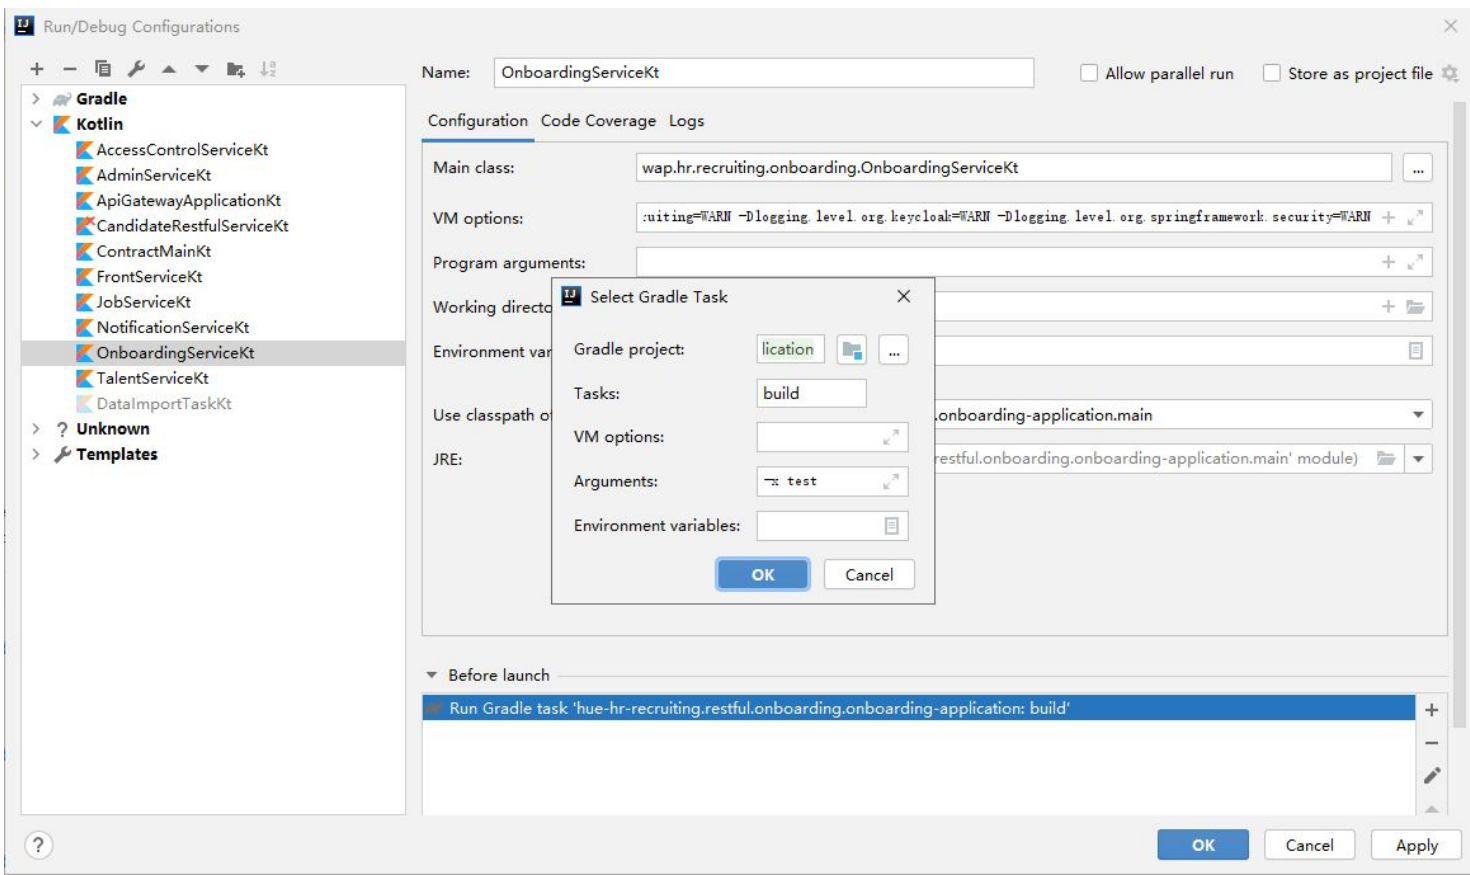 Run/Debug Configurations
Name: OnboardingServiceKt
Allow parallel run
Store as project file
Gradle
Kotlin
AccessControlServiceKt
AdminServiceKt
ApiGatewayApplicationKt
CandidateRestfulServiceKt
ContractMainKt
FrontServiceKt
JobServiceKt
NotificationServiceKt
OnboardingServiceKt
TalentServiceKt
DataImportTaskKt
Unknown
Templates
Configuration Code Coverage Logs
Main class: wap.hr.recruiting.onboarding.OnboardingServiceKt ...
VM options: :uiting=WARN -Dlogging.level.org.keycloak=WARN -Dlogging.level.org.springframework.security=WARN
Program arguments:
Working directo
Environment var
Use classpath o .onboarding-application.main
JRE: restful.onboarding.onboarding-application.main' module)
Select Gradle Task
Gradle project: lication ...
Tasks: build
VM options:
Arguments: -x test
Environment variables:
OK Cancel
Before launch
Run Gradle task 'hue-hr-recruiting.restful.onboarding.onboarding-application: build'
? OK Cancel Apply